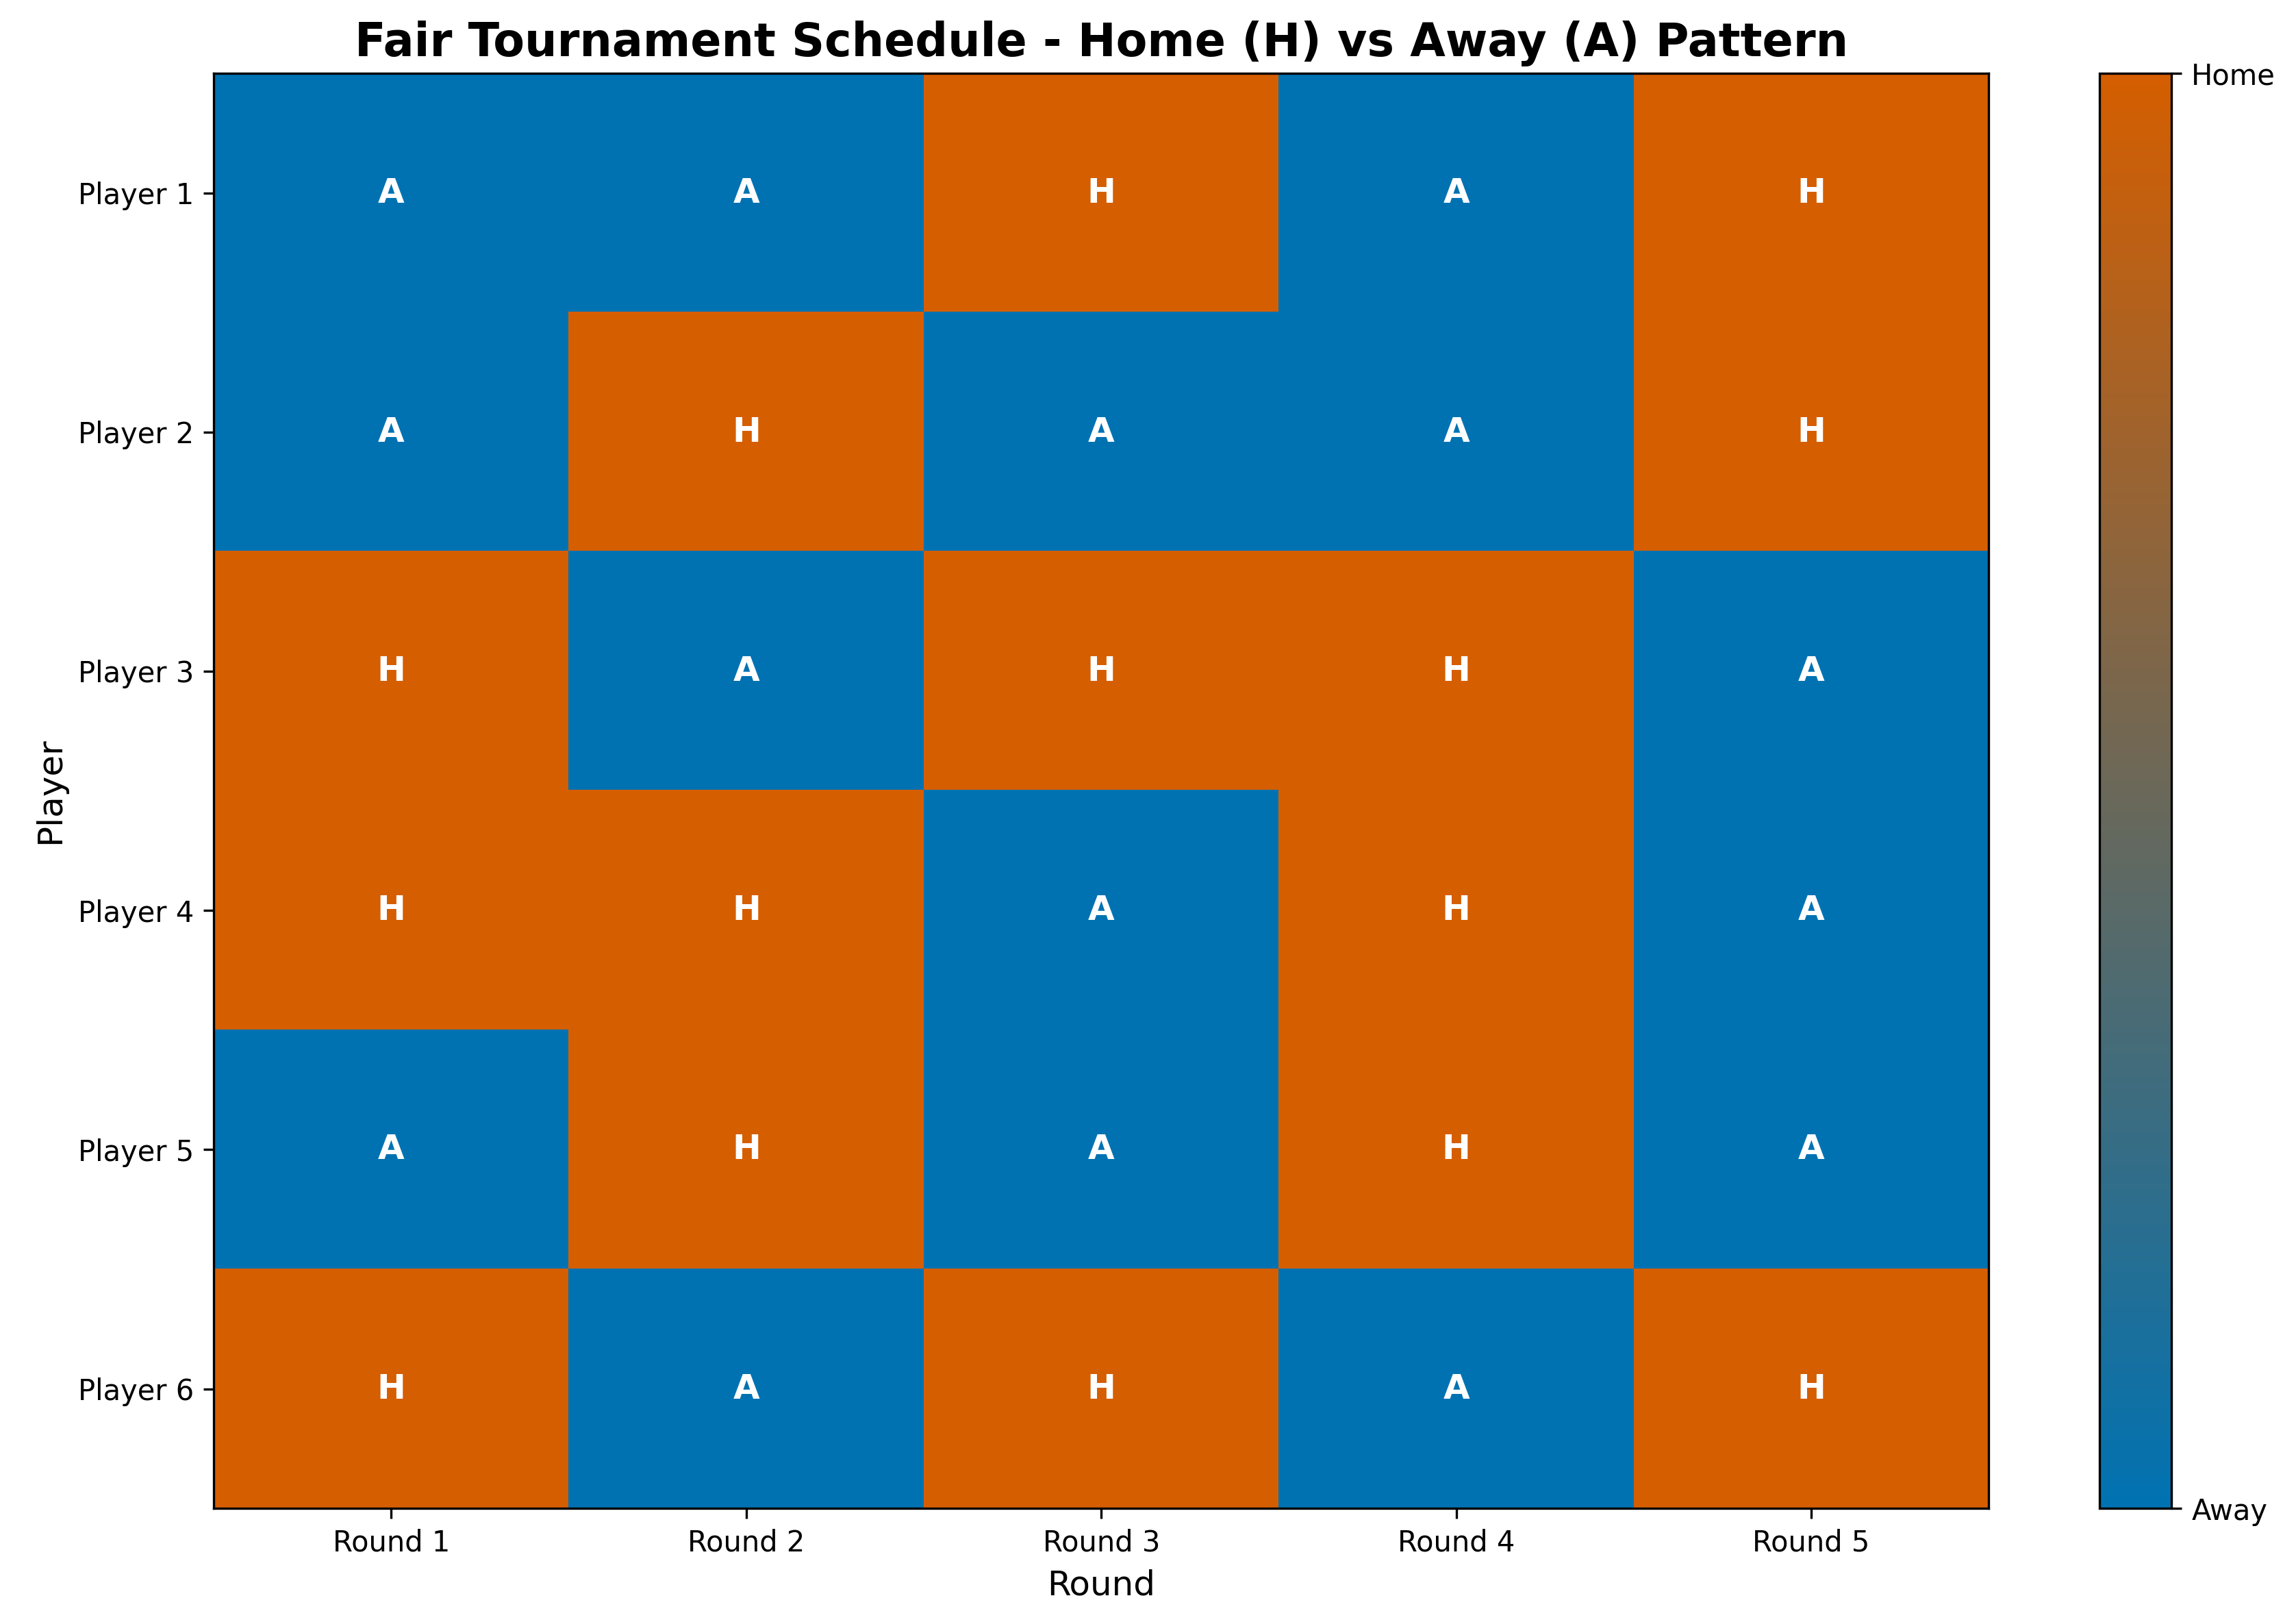 Fair Tournament Schedule - Home (H) vs Away (A) Pattern
Home
Player 1 A A H A H
Player 2 A H A A H
Player 3 H A H H A
Player 4 H H A H A
Player 5 A H A H A
Player 6 H A H A H
Player
Away
Round 1 Round 2 Round 3 Round 4 Round 5
Round